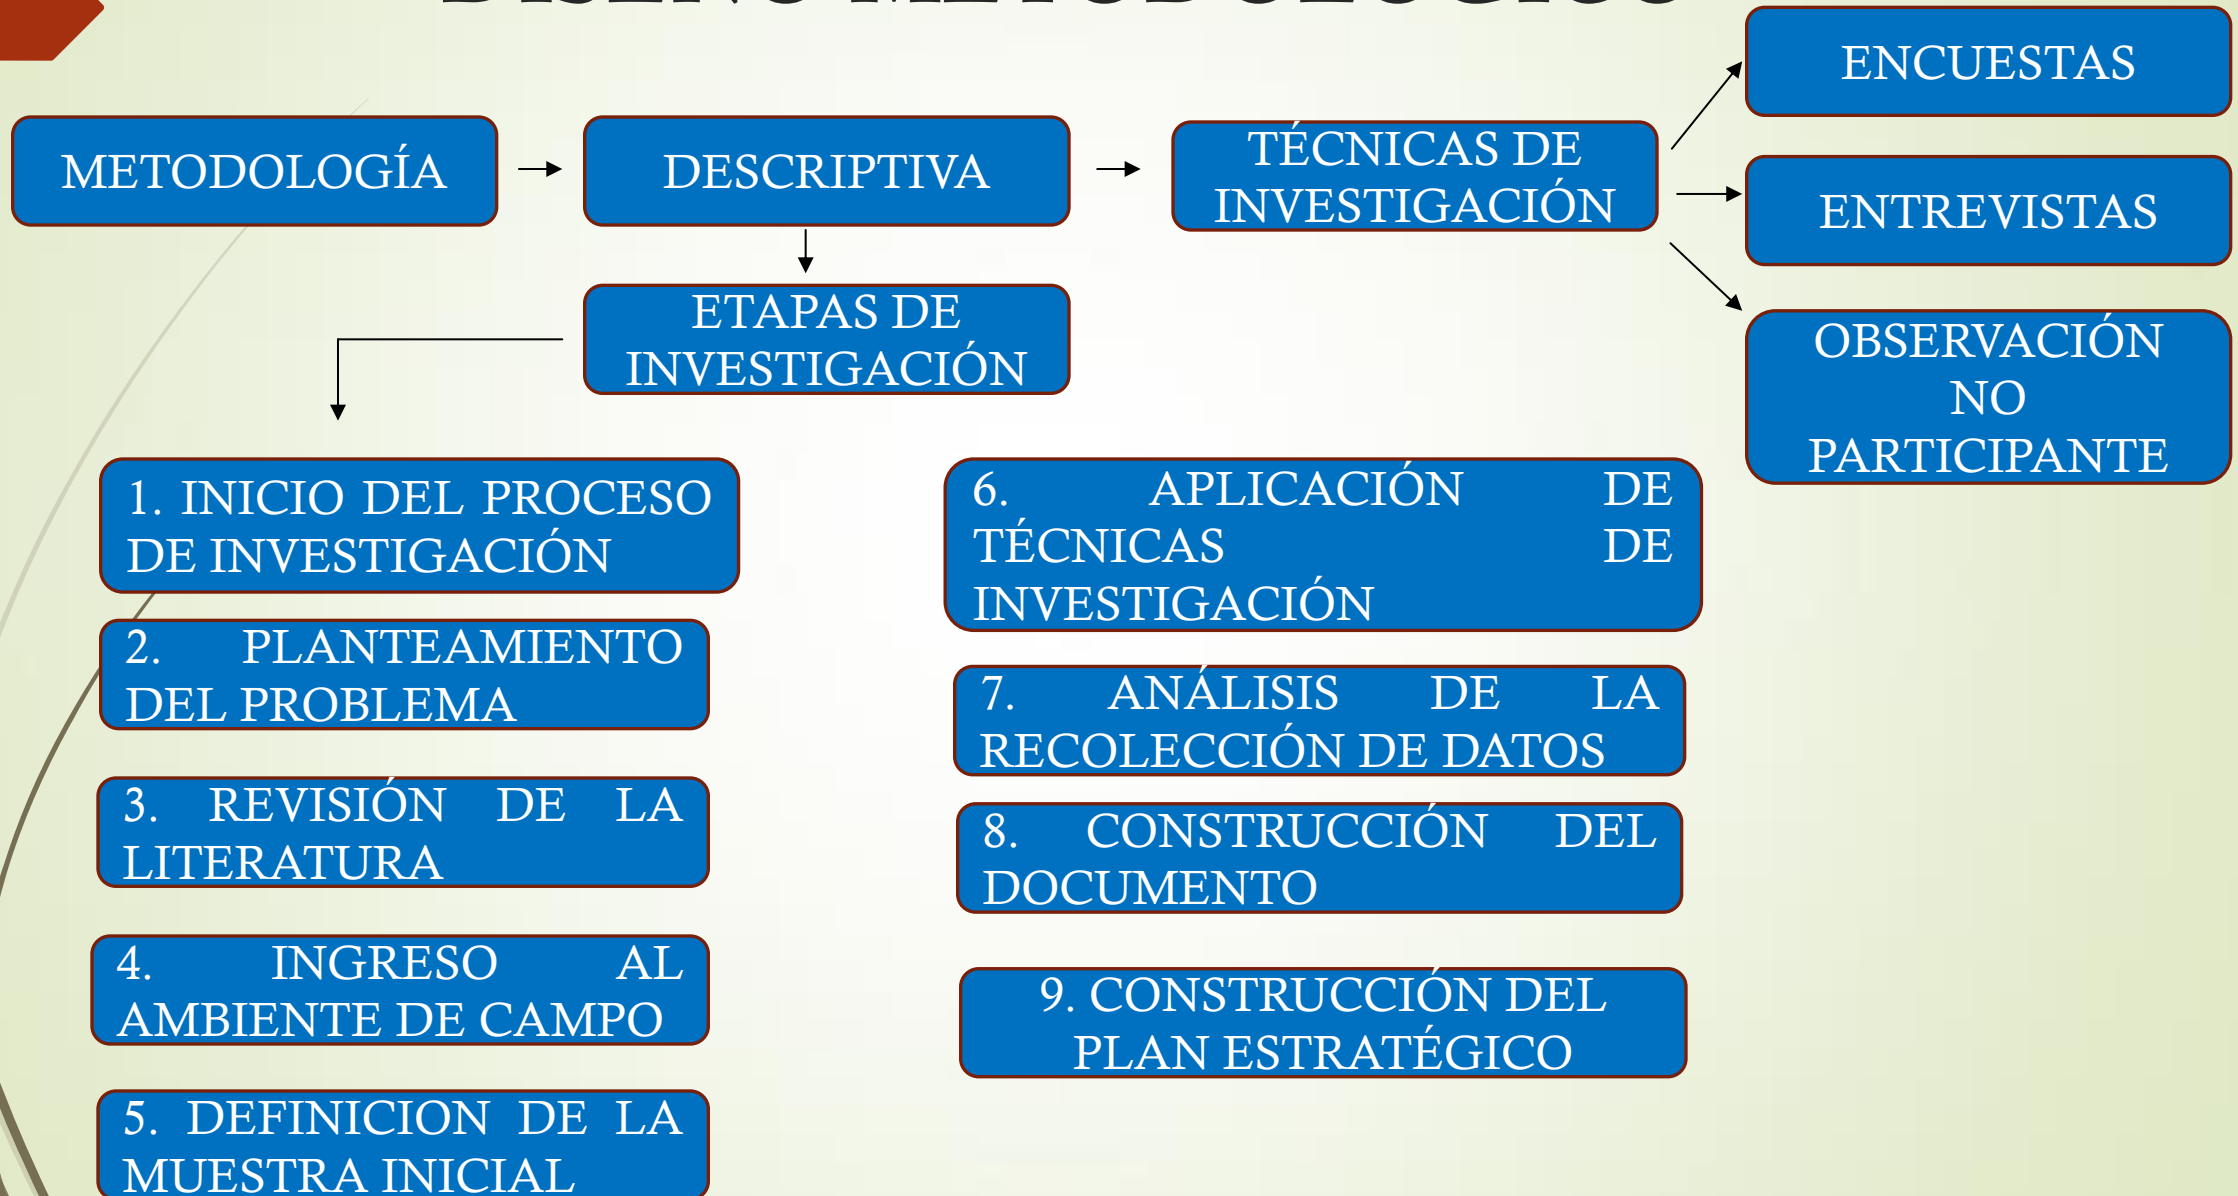 DISEÑO METODOLÓGICO
METODOLOGÍA
DESCRIPTIVA
TÉCNICAS DE
INVESTIGACIÓN
ENCUESTAS
ENTREVISTAS
OBSERVACIÓN
NO
PARTICIPANTE
ETAPAS DE
INVESTIGACIÓN
1. INICIO DEL PROCESO
DE INVESTIGACIÓN
2. PLANTEAMIENTO
DEL PROBLEMA
3. REVISIÓN DE LA
LITERATURA
4. INGRESO AL
AMBIENTE DE CAMPO
5. DEFINICION DE LA
MUESTRA INICIAL
6. APLICACIÓN DE
TÉCNICAS DE
INVESTIGACIÓN
7. ANÁLISIS DE LA
RECOLECCIÓN DE DATOS
8. CONSTRUCCIÓN DEL
DOCUMENTO
9. CONSTRUCCIÓN DEL
PLAN ESTRATÉGICO